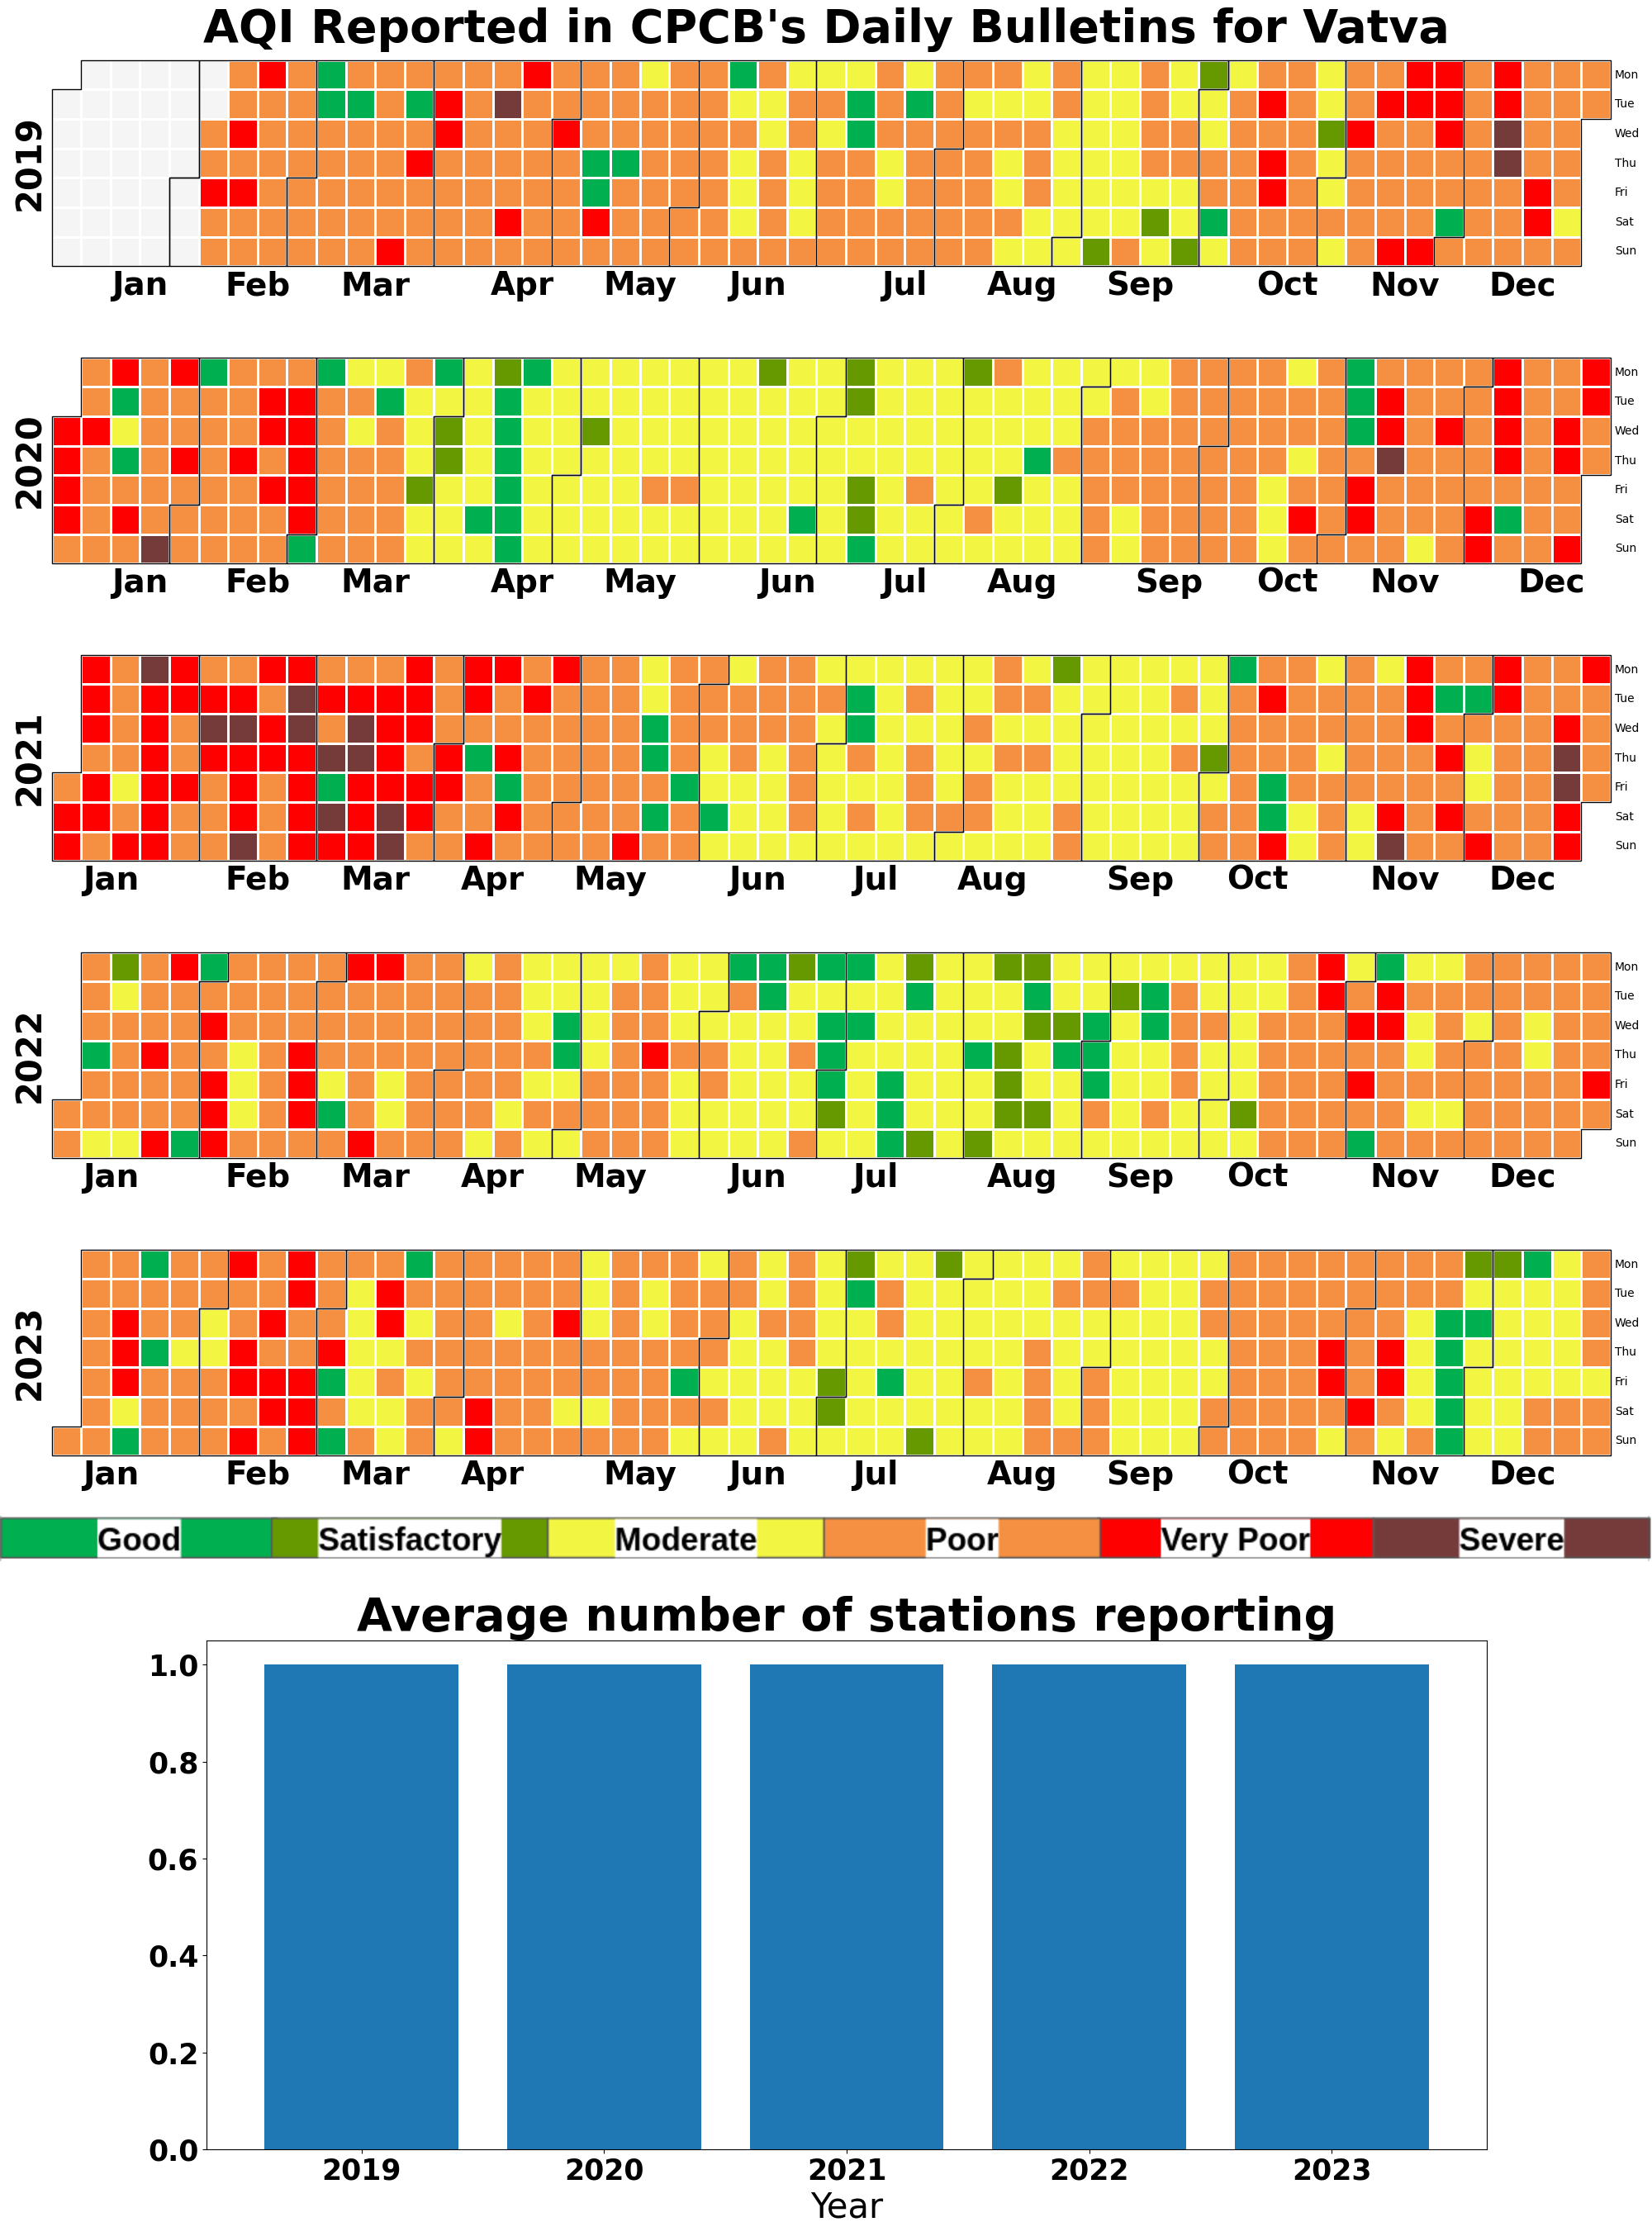 AQI Reported in CPCB's Daily Bulletins for Vatva
2019
Mon
Tue
Wed
Thu
Fri
Sat
Sun
Jan Feb Mar Apr May Jun Jul Aug Sep Oct Nov Dec
2020
Mon
Tue
Wed
Thu
Fri
Sat
Sun
Jan Feb Mar Apr May Jun Jul Aug Sep Oct Nov Dec
2021
Mon
Tue
Wed
Thu
Fri
Sat
Sun
Jan Feb Mar Apr May Jun Jul Aug Sep Oct Nov Dec
2022
Mon
Tue
Wed
Thu
Fri
Sat
Sun
Jan Feb Mar Apr May Jun Jul Aug Sep Oct Nov Dec
2023
Mon
Tue
Wed
Thu
Fri
Sat
Sun
Jan Feb Mar Apr May Jun Jul Aug Sep Oct Nov Dec
Good Satisfactory Moderate Poor Very Poor Severe
Average number of stations reporting
1.0
0.8
0.6
0.4
0.2
0.0
2019 2020 2021 2022 2023
Year